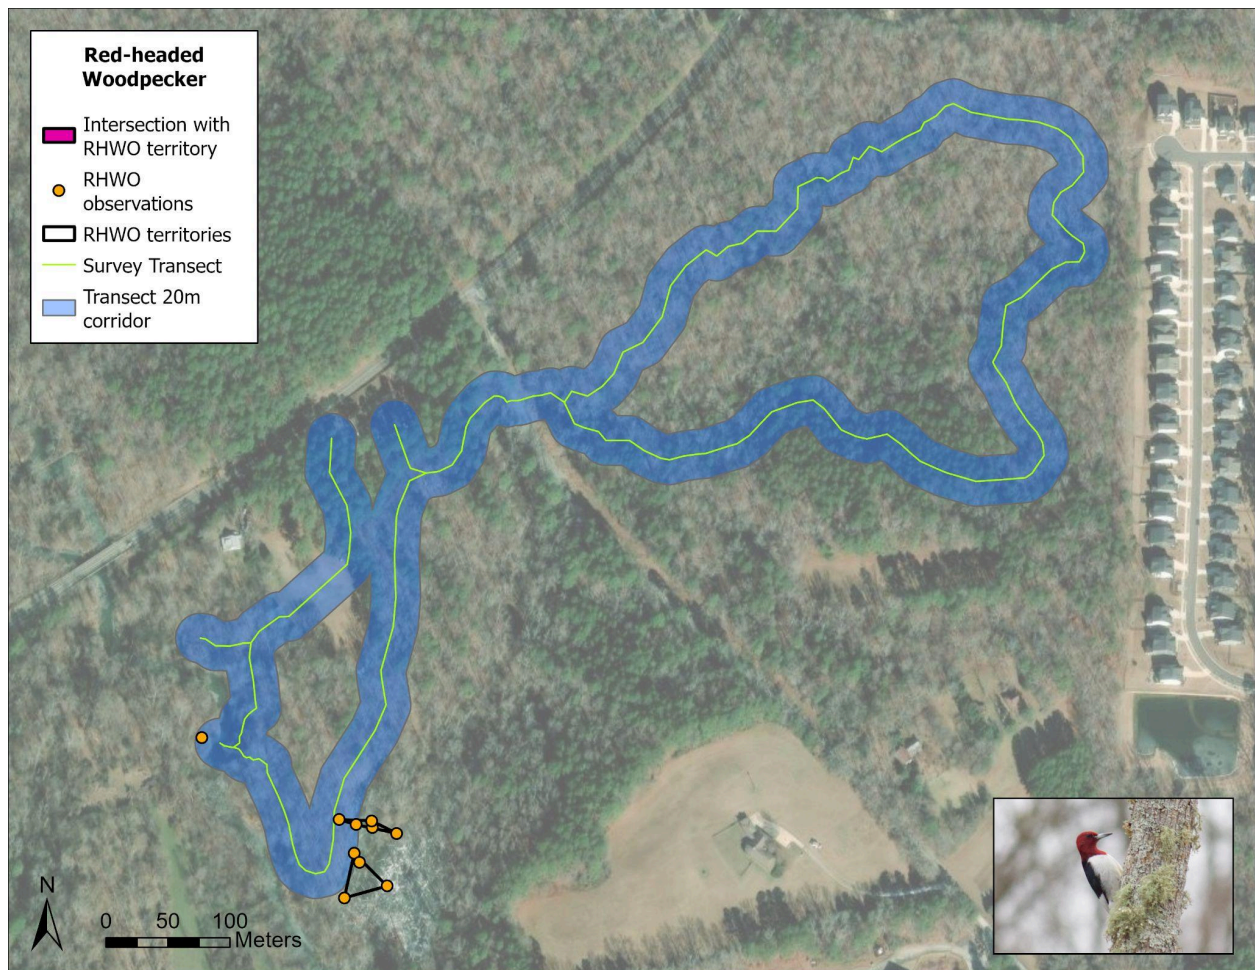 Red-headed
Woodpecker
Intersection with
RHWO territory
RHWO
observations
RHWO territories
Survey Transect
Transect 20m
corridor
N
0 50 100
Meters